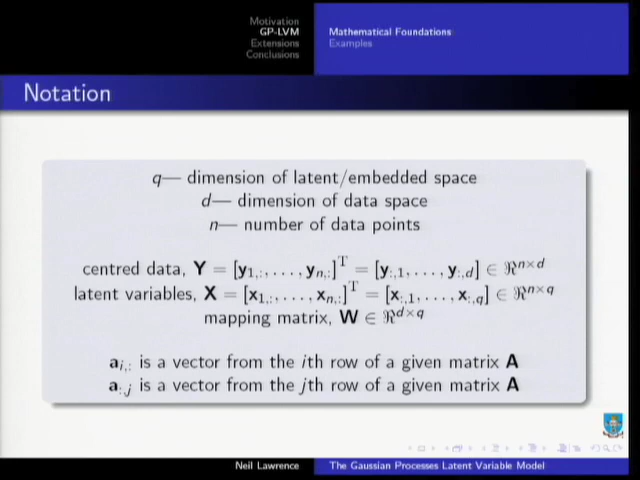 Motivation
GP-LVM
Extensions
Conclusions
Mathematical Foundations
Examples
Notation
q— dimension of latent/embedded space
d— dimension of data space
n— number of data points
centred data, Y = [y₁,:, . . . , yₙ,:]ᵀ = [y:,₁, . . . , y:,d] ∈ ℜⁿˣᵈ
latent variables, X = [x₁,:, . . . , xₙ,:]ᵀ = [x:,₁, . . . , x:,q] ∈ ℜⁿˣq
mapping matrix, W ∈ ℜᵈˣq
aᵢ,: is a vector from the ith row of a given matrix A
a:,j is a vector from the jth row of a given matrix A
Neil Lawrence
The Gaussian Processes Latent Variable Model